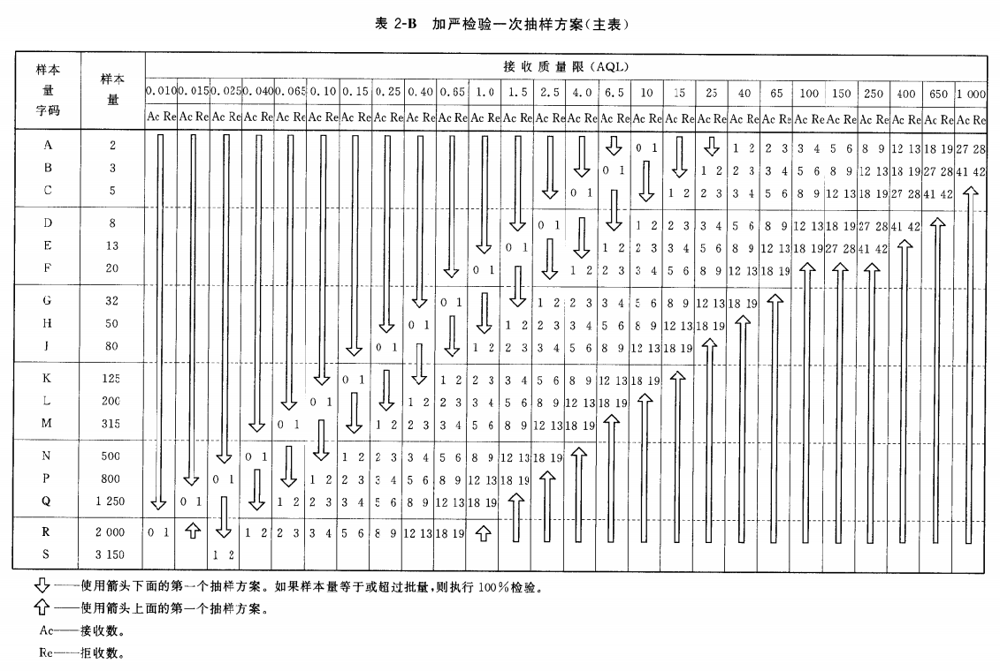 表 2-B 加严检验一次抽样方案(主表)
样本量字码 样本量 接收质量限(AQL)
0.010 0.015 0.025 0.040 0.065 0.10 0.15 0.25 0.40 0.65 1.0 1.5 2.5 4.0 6.5 10 15 25 40 65 100 150 250 400 650 1 000
Ac Re Ac Re Ac Re Ac Re Ac Re Ac Re Ac Re Ac Re Ac Re Ac Re Ac Re Ac Re Ac Re Ac Re Ac Re Ac Re Ac Re Ac Re Ac Re Ac Re Ac Re Ac Re Ac Re Ac Re Ac Re Ac Re
A 2 0 1 1 2 2 3 3 4 5 6 8 9 12 13 18 19 27 28
B 3 0 1 1 2 2 3 3 4 5 6 8 9 12 13 18 19 27 28 41 42
C 5 0 1 1 2 2 3 3 4 5 6 8 9 12 13 18 19 27 28 41 42
D 8 0 1 1 2 2 3 3 4 5 6 8 9 12 13 18 19 27 28 41 42
E 13 0 1 1 2 2 3 3 4 5 6 8 9 12 13 18 19 27 28 41 42
F 20 0 1 1 2 2 3 3 4 5 6 8 9 12 13 18 19
G 32 0 1 1 2 2 3 3 4 5 6 8 9 12 13 18 19
H 50 0 1 1 2 2 3 3 4 5 6 8 9 12 13 18 19
J 80 0 1 1 2 2 3 3 4 5 6 8 9 12 13 18 19
K 125 0 1 1 2 2 3 3 4 5 6 8 9 12 13 18 19
L 200 0 1 1 2 2 3 3 4 5 6 8 9 12 13 18 19
M 315 0 1 1 2 2 3 3 4 5 6 8 9 12 13 18 19
N 500 0 1 1 2 2 3 3 4 5 6 8 9 12 13 18 19
P 800 0 1 1 2 2 3 3 4 5 6 8 9 12 13 18 19
Q 1 250 0 1 1 2 2 3 3 4 5 6 8 9 12 13 18 19
R 2 000 0 1 1 2 2 3 3 4 5 6 8 9 12 13 18 19
S 3 150 1 2
⇩——使用箭头下面的第一个抽样方案。如果样本量等于或超过批量,则执行 100%检验。
⇧——使用箭头上面的第一个抽样方案。
Ac——接收数。
Re——拒收数。